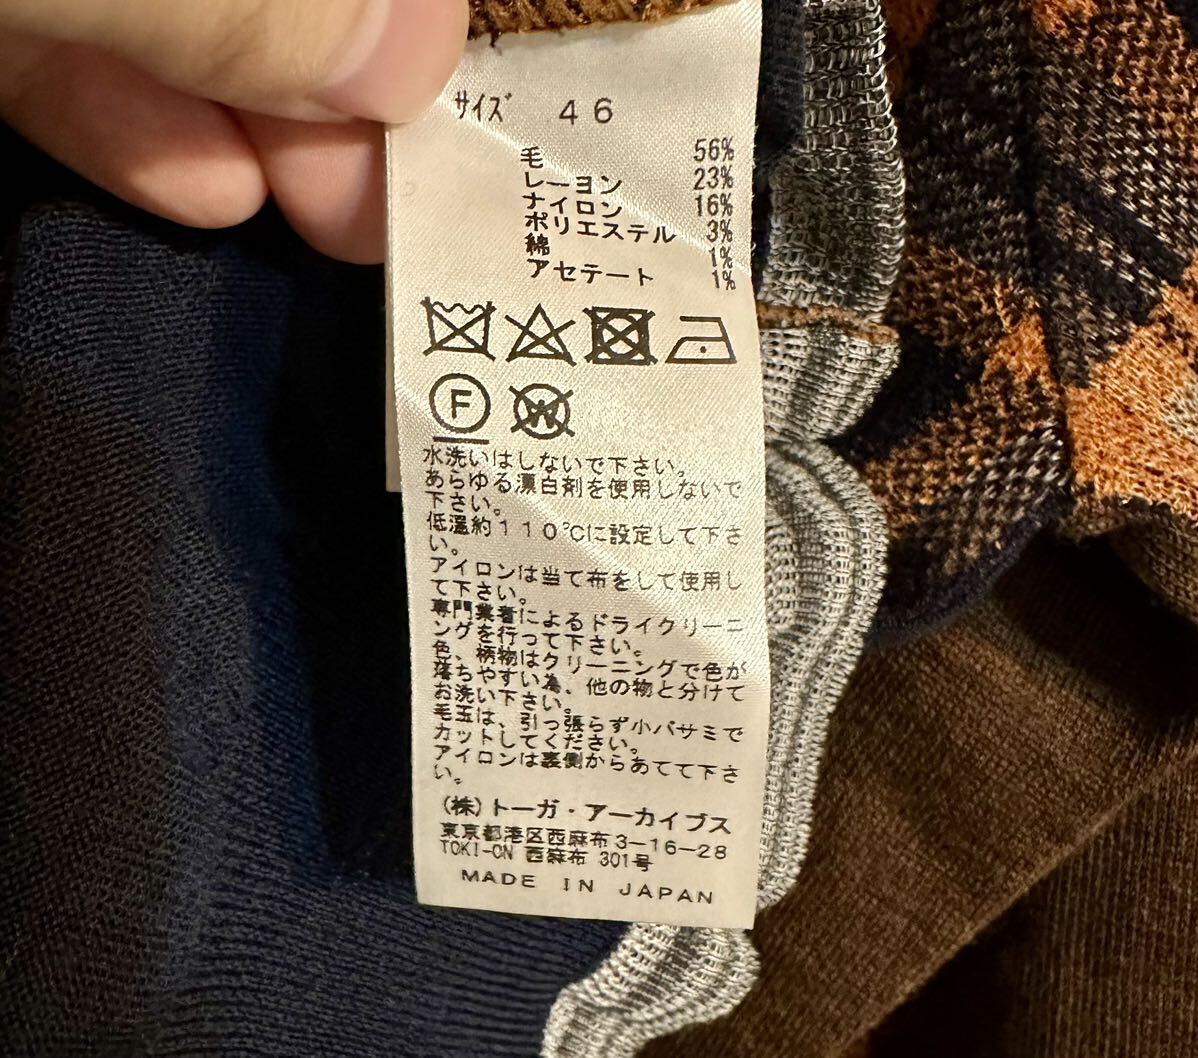 サイズ 46
毛 56%
レーヨン 23%
ナイロン 16%
ポリエステル 3%
綿 1%
アセテート 1%
F W
水洗いはしないで下さい。
あらゆる漂白剤を使用しないで
下さい。
低温約110℃に設定して下さ
い。
アイロンは当て布をして使用し
て下さい。
専門業者によるドライクリーニ
ングを行って下さい。
色、柄物はクリーニングで色が
落ちやすい為、他の物と分けて
お洗い下さい。
毛玉は、引っ張らず小バサミで
カットしてください。
アイロンは裏側からあてて下さ
い。
(株)トーガ・アーカイブス
東京都港区西麻布3-16-28
TOKI-ON 西麻布 301号
MADE IN JAPAN